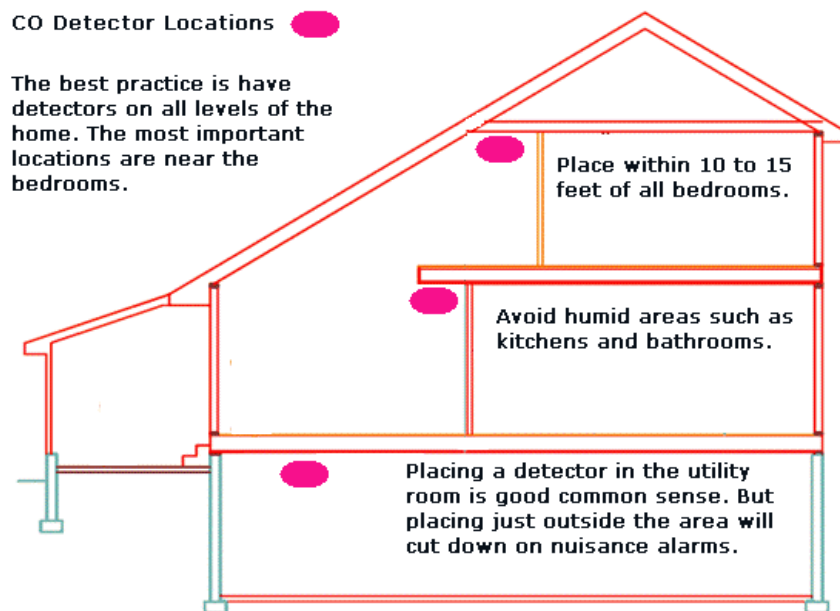 CO Detector Locations
The best practice is have
detectors on all levels of the
home. The most important
locations are near the
bedrooms.
Place within 10 to 15
feet of all bedrooms.
Avoid humid areas such as
kitchens and bathrooms.
Placing a detector in the utility
room is good common sense. But
placing just outside the area will
cut down on nuisance alarms.